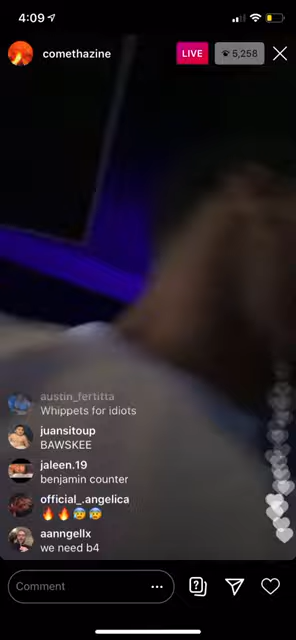 4:09
comethazine
LIVE
5,258
austin_fertitta
Whippets for idiots
juansitoup
BAWSKEE
jaleen.19
benjamin counter
official_.angelica
🔥🔥😰😰
aanngellx
we need b4
Comment